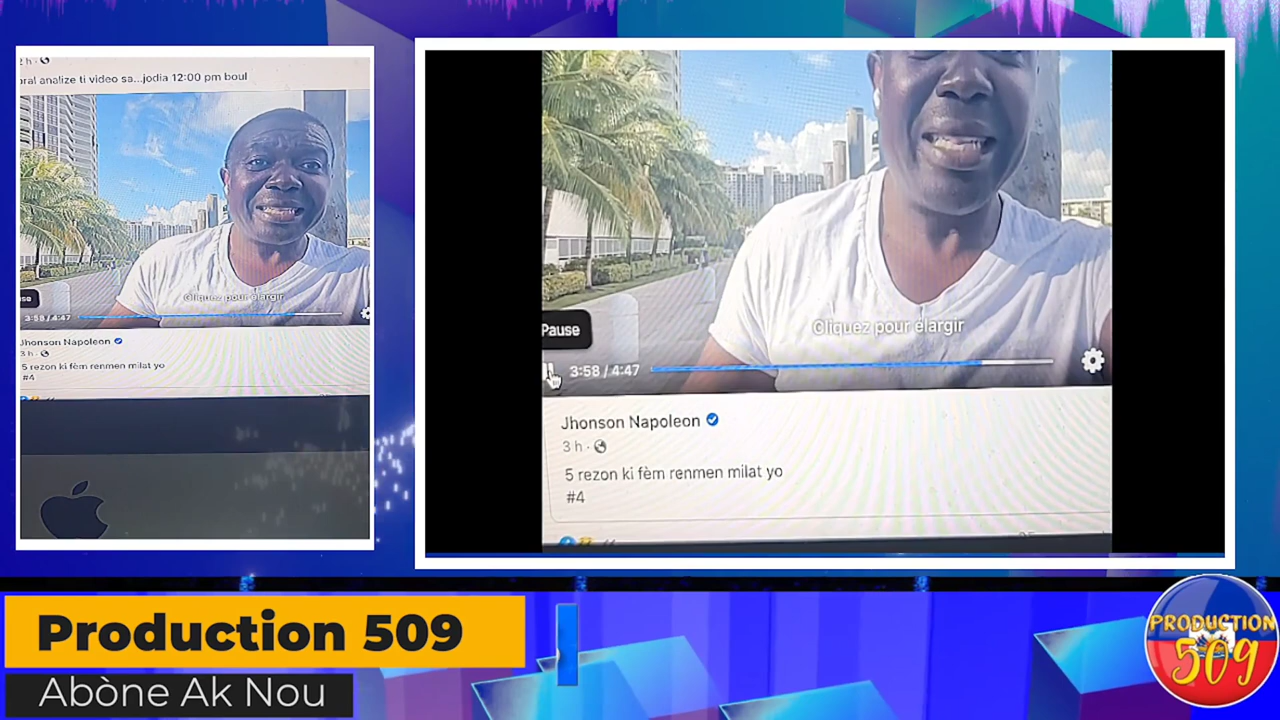 2 h ·
oral analize ti video sa...jodia 12:00 pm boul
Cliquez pour élargir
3:58 / 4:47
Jhonson Napoleon
3 h ·
5 rezon ki fèm renmen milat yo
#4
Cliquez pour élargir
Pause
3:58 / 4:47
Jhonson Napoleon
3 h ·
5 rezon ki fèm renmen milat yo
#4
Production 509
Abòne Ak Nou
PRODUCTION
509